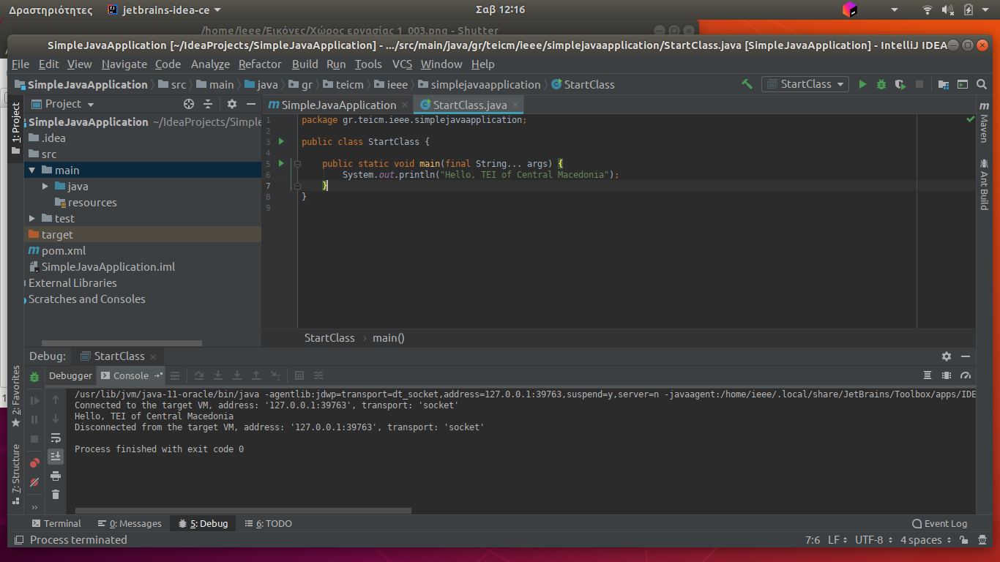 Δραστηριότητες jetbrains-idea-ce Σαβ 12:16
/home/ieee/Εικόνες/Χώρος εργασίας 1_003.png - Shutter
SimpleJavaApplication [~/IdeaProjects/SimpleJavaApplication] - .../src/main/java/gr/teicm/ieee/simplejavaapplication/StartClass.java [SimpleJavaApplication] - IntelliJ IDEA
File Edit View Navigate Code Analyze Refactor Build Run Tools VCS Window Help
SimpleJavaApplication src main java gr teicm ieee simplejavaapplication StartClass StartClass
Project
SimpleJavaApplication StartClass.java
1: Project
SimpleJavaApplication ~/IdeaProjects/Simple
.idea
src
main
java
resources
test
target
pom.xml
SimpleJavaApplication.iml
External Libraries
Scratches and Consoles
1 package gr.teicm.ieee.simplejavaapplication;
2
3 public class StartClass {
4
5 public static void main(final String... args) {
6 System.out.println("Hello, TEI of Central Macedonia");
7 }
8 }
9
Maven
Ant Build
StartClass › main()
Debug: StartClass
Debugger Console
2: Favorites
7: Structure
/usr/lib/jvm/java-11-oracle/bin/java -agentlib:jdwp=transport=dt_socket,address=127.0.0.1:39763,suspend=y,server=n -javaagent:/home/ieee/.local/share/JetBrains/Toolbox/apps/IDE
Connected to the target VM, address: '127.0.0.1:39763', transport: 'socket'
Hello, TEI of Central Macedonia
Disconnected from the target VM, address: '127.0.0.1:39763', transport: 'socket'
Process finished with exit code 0
Terminal 0: Messages 5: Debug 6: TODO Event Log
Process terminated 7:6 LF UTF-8 4 spaces